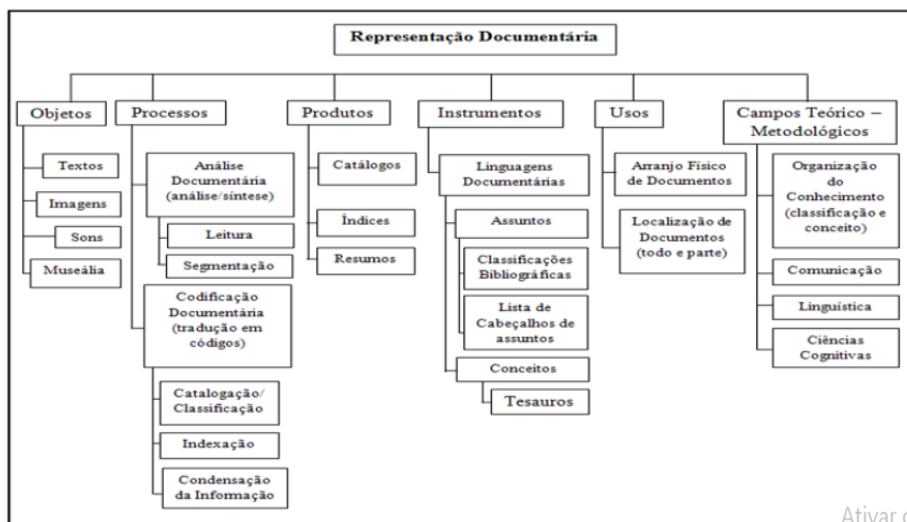 Representação Documentária
Objetos
Textos
Imagens
Sons
Museália
Processos
Análise
Documentária
(análise/síntese)
Leitura
Segmentação
Codificação
Documentária
(tradução em
códigos)
Catalogação/
Classificação
Indexação
Condensação
da Informação
Produtos
Catálogos
Índices
Resumos
Instrumentos
Linguagens
Documentárias
Assuntos
Classificações
Bibliográficas
Lista de
Cabeçalhos de
assuntos
Conceitos
Tesauros
Usos
Arranjo Físico
de Documentos
Localização de
Documentos
(todo e parte)
Campos Teórico –
Metodológicos
Organização
do
Conhecimento
(classificação e
conceito)
Comunicação
Linguística
Ciências
Cognitivas
Ativar